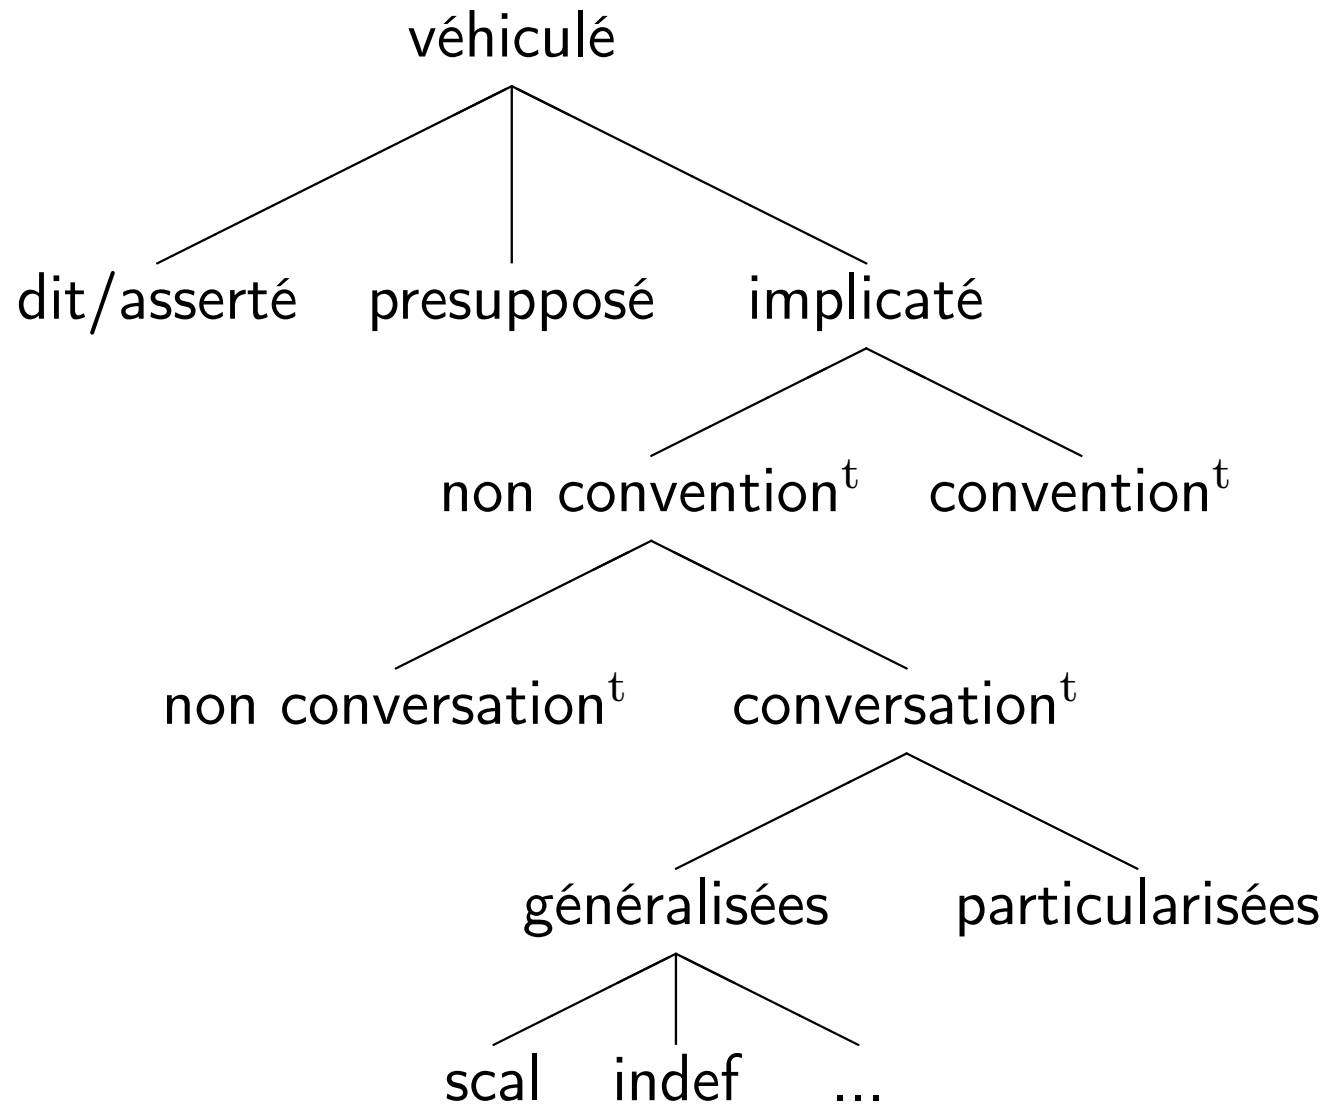 véhiculé
dit/asserté presupposé implicaté
non conventionᵗ conventionᵗ
non conversationᵗ conversationᵗ
généralisées particularisées
scal indef ...